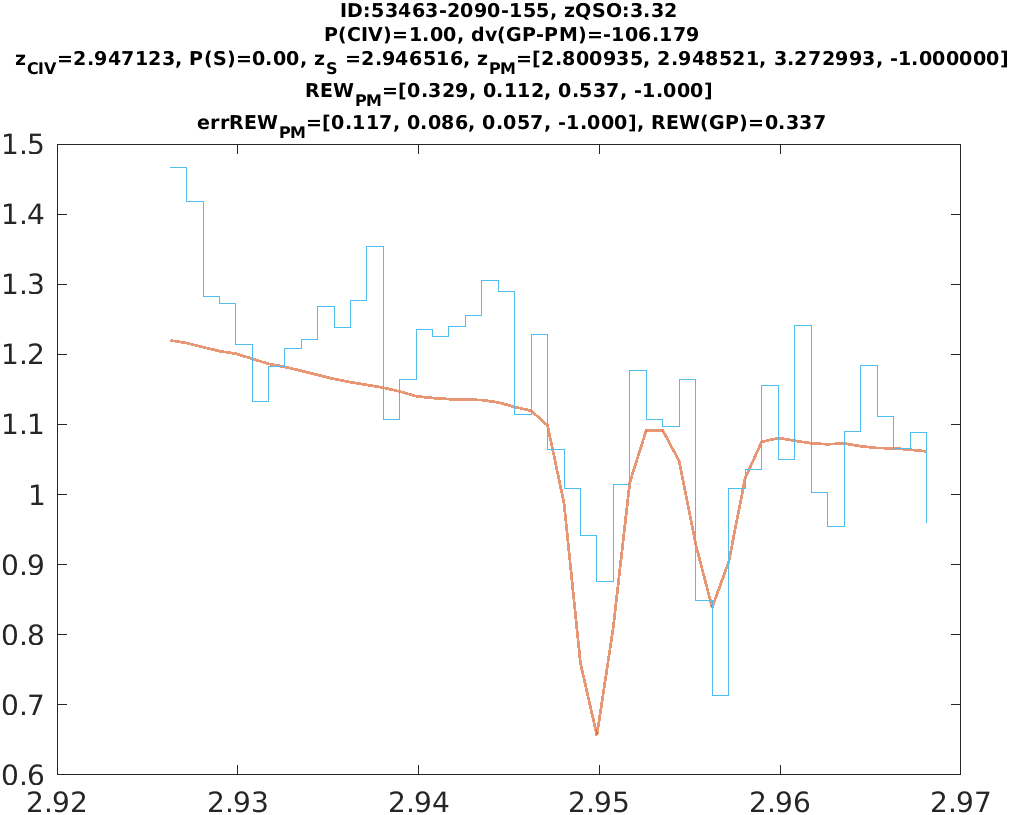 ID:53463-2090-155, zQSO:3.32
P(CIV)=1.00, dv(GP-PM)=-106.179
zCIV=2.947123, P(S)=0.00, zS =2.946516, zPM=[2.800935, 2.948521, 3.272993, -1.000000]
REWPM=[0.329, 0.112, 0.537, -1.000]
errREWPM=[0.117, 0.086, 0.057, -1.000], REW(GP)=0.337
1.5
1.4
1.3
1.2
1.1
1
0.9
0.8
0.7
0.6
2.92 2.93 2.94 2.95 2.96 2.97